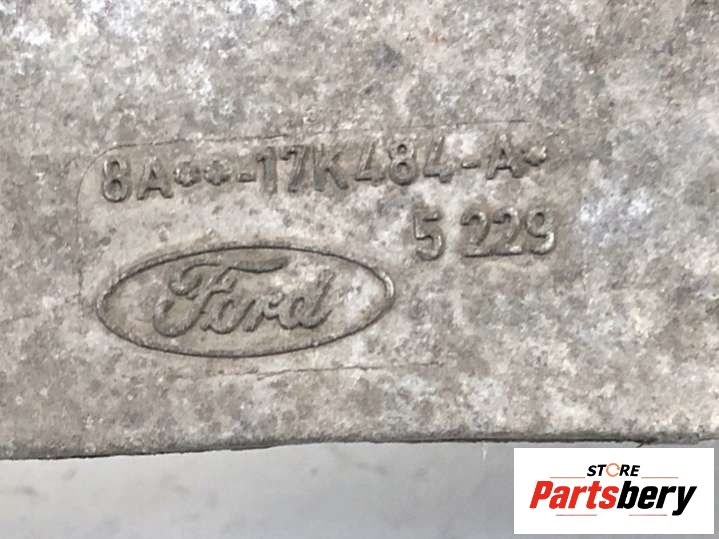 8A**-17K484-A*
5 229
Ford
STORE
Partsbery